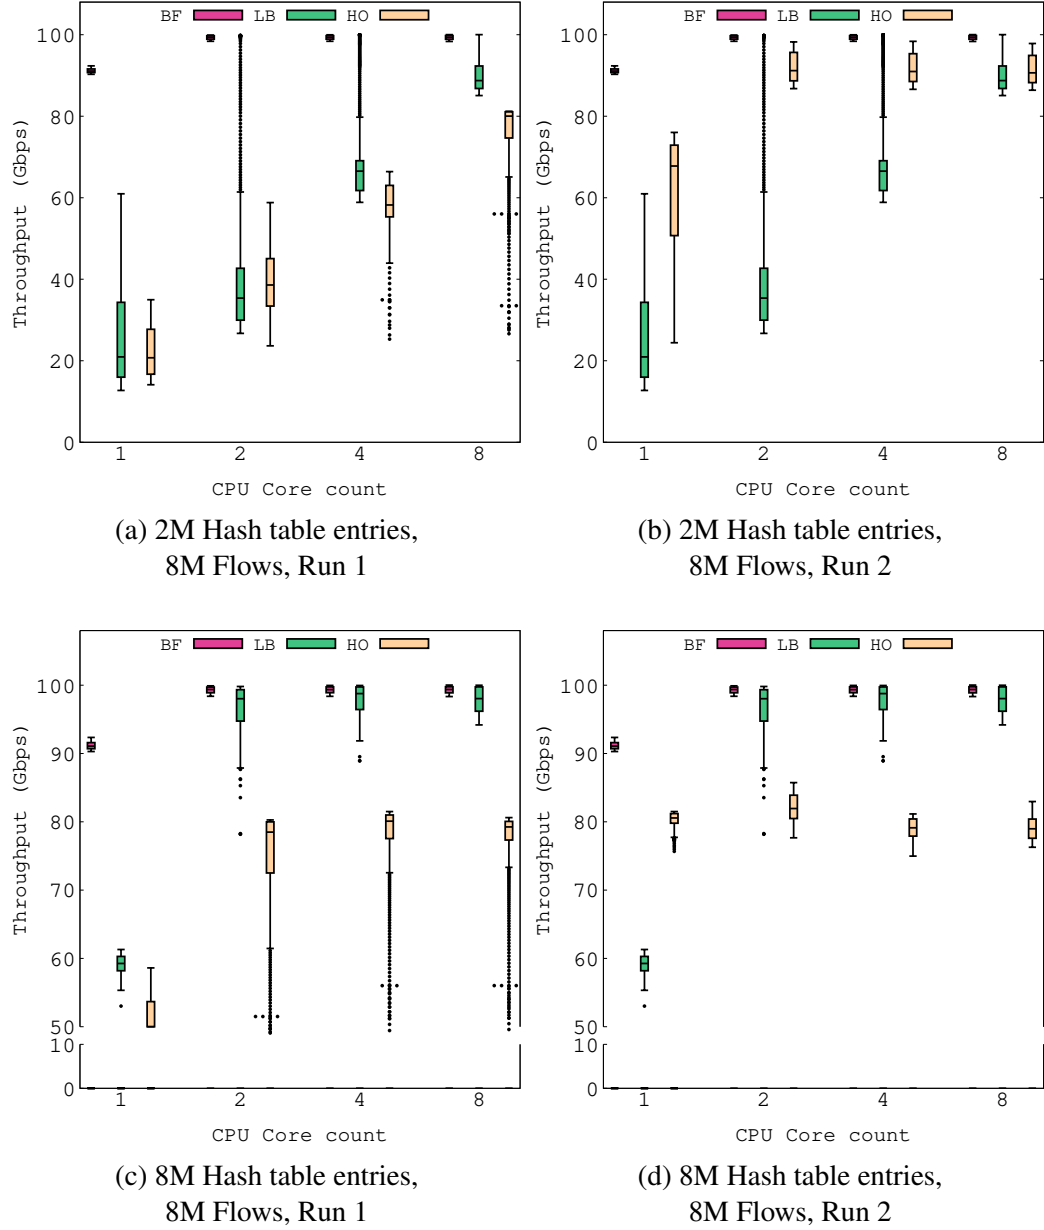 BF LB HO
Throughput (Gbps)
100
80
60
40
20
0
1 2 4 8
CPU Core count
(a) 2M Hash table entries,
8M Flows, Run 1
BF LB HO
Throughput (Gbps)
100
80
60
40
20
0
1 2 4 8
CPU Core count
(b) 2M Hash table entries,
8M Flows, Run 2
BF LB HO
Throughput (Gbps)
100
90
80
70
60
50
10
0
1 2 4 8
CPU Core count
(c) 8M Hash table entries,
8M Flows, Run 1
BF LB HO
Throughput (Gbps)
100
90
80
70
60
50
10
0
1 2 4 8
CPU Core count
(d) 8M Hash table entries,
8M Flows, Run 2